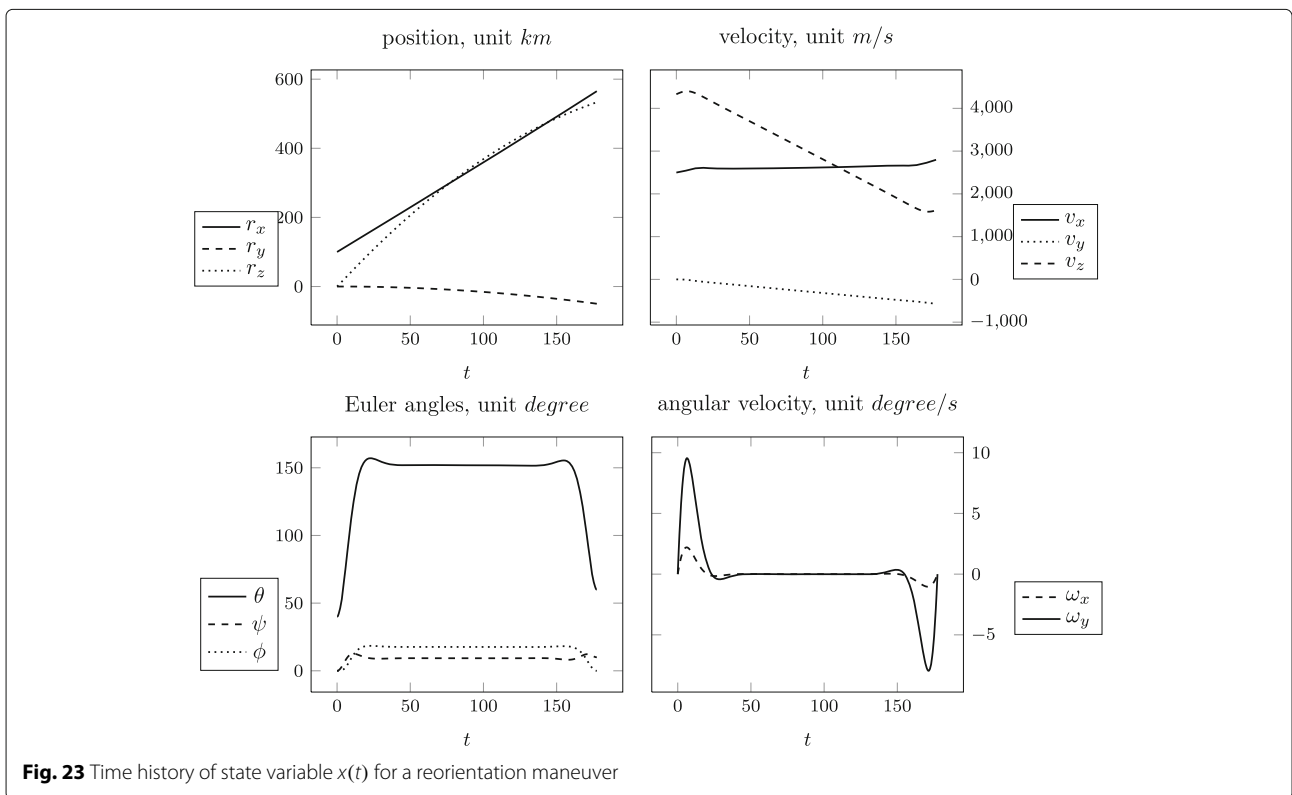 position, unit km
velocity, unit m/s
600
400
200
0
r_x
r_y
r_z
0 50 100 150
t
4,000
3,000
2,000
1,000
0
−1,000
v_x
v_y
v_z
0 50 100 150
t
Euler angles, unit degree
angular velocity, unit degree/s
150
100
50
0
θ
ψ
ϕ
0 50 100 150
t
10
5
0
−5
ω_x
ω_y
0 50 100 150
t
Fig. 23 Time history of state variable x(t) for a reorientation maneuver